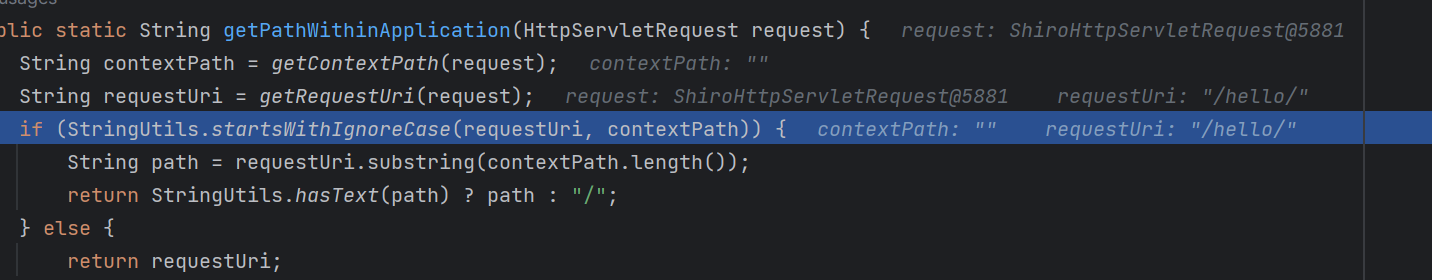 usages
blic static String getPathWithinApplication(HttpServletRequest request) { request: ShiroHttpServletRequest@5881
String contextPath = getContextPath(request); contextPath: ""
String requestUri = getRequestUri(request); request: ShiroHttpServletRequest@5881 requestUri: "/hello/"
if (StringUtils.startsWithIgnoreCase(requestUri, contextPath)) { contextPath: "" requestUri: "/hello/"
String path = requestUri.substring(contextPath.length());
return StringUtils.hasText(path) ? path : "/";
} else {
return requestUri;